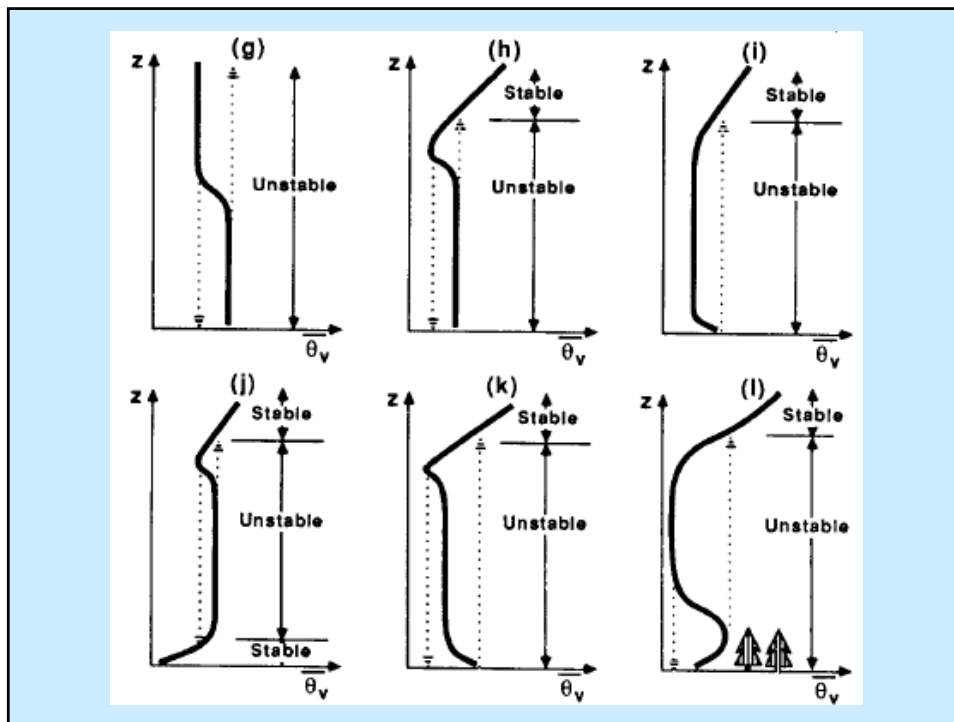 (g)
z
Unstable
θv
(h)
z
Stable
Unstable
θv
(i)
z
Stable
Unstable
θv
(j)
z
Stable
Unstable
Stable
θv
(k)
z
Stable
Unstable
θv
(l)
z
Stable
Unstable
θv